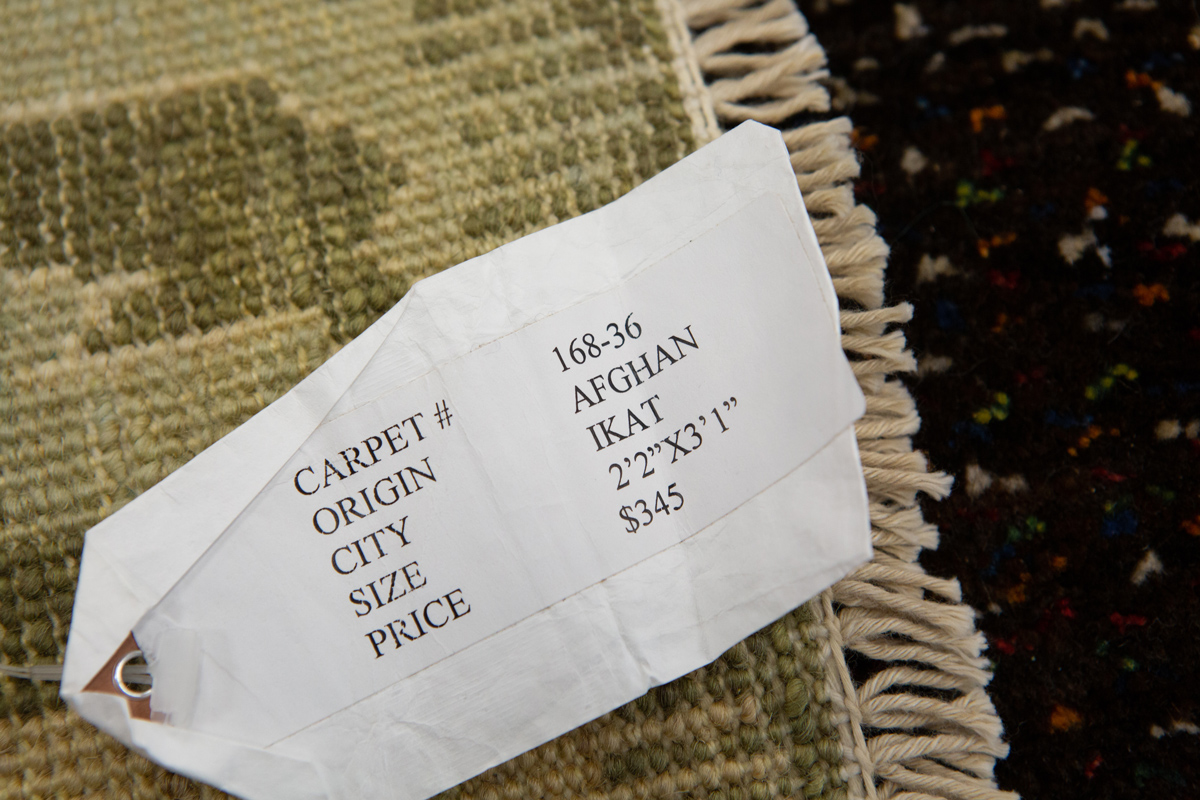 CARPET # 168-36
ORIGIN AFGHAN
CITY IKAT
SIZE 2’2”X3’1”
PRICE $345